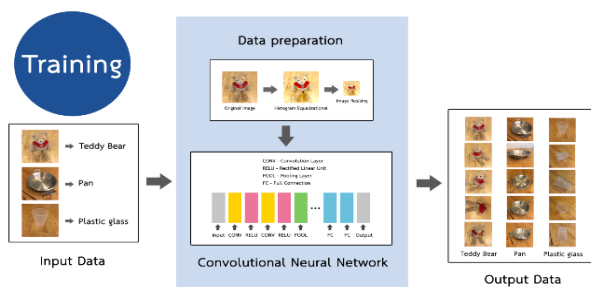 Training
Teddy Bear
Pan
Plastic glass
Input Data
Data preparation
Original Image
Histogram Equalizational
Image Resizing
CONV - Convolution Layer
RELU - Rectified Linear Unit
POOL - Pooling Layer
FC - Full Connection
...
Input CONV RELU CONV RELU POOL FC FC Output
Convolutional Neural Network
Teddy Bear Pan Plastic glass
Output Data